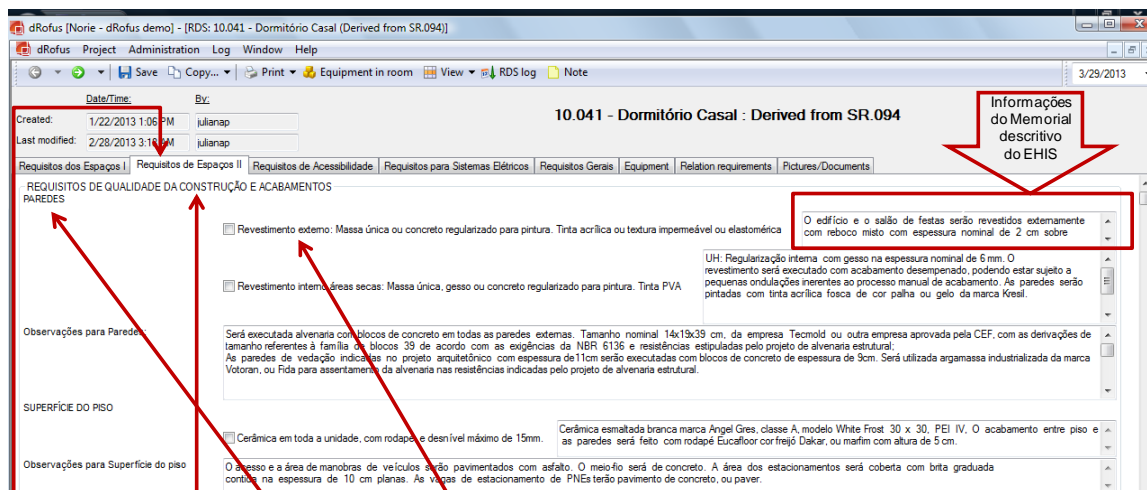 dRofus [Norie - dRofus demo] - [RDS: 10.041 - Dormitório Casal (Derived from SR.094)]
dRofus Project Administration Log Window Help
Save Copy... Print Equipment in room View RDS log Note
3/29/2013
Date/Time: By:
Created: 1/22/2013 1:06 PM julianap
Last modified: 2/28/2013 3:16 AM julianap
10.041 - Dormitório Casal : Derived from SR.094
Informações
do Memorial
descritivo
do EHIS
Requisitos dos Espaços I Requisitos de Espaços II Requisitos de Acessibilidade Requisitos para Sistemas Elétricos Requisitos Gerais Equipment Relation requirements Pictures/Documents
REQUISITOS DE QUALIDADE DA CONSTRUÇÃO E ACABAMENTOS
PAREDES
Revestimento externo: Massa única ou concreto regularizado para pintura. Tinta acrílica ou textura impermeável ou elastomérica
O edifício e o salão de festas serão revestidos externamente
com reboco misto com espessura nominal de 2 cm sobre
Revestimento interno áreas secas: Massa única, gesso ou concreto regularizado para pintura. Tinta PVA
UH: Regularização interna com gesso na espessura nominal de 6 mm. O
revestimento será executado com acabamento desempenado, podendo estar sujeito a
pequenas ondulações inerentes ao processo manual de acabamento. As paredes serão
pintadas com tinta acrílica fosca de cor palha ou gelo da marca Kresil.
Observações para Paredes:
Será executada alvenaria com blocos de concreto em todas as paredes externas. Tamanho nominal 14x19x39 cm, da empresa Tecmold ou outra empresa aprovada pela CEF, com as derivações de
tamanho referentes à família de blocos 39 de acordo com as exigências da NBR 6136 e resistências estipuladas pelo projeto de alvenaria estrutural;
As paredes de vedação indicadas no projeto arquitetônico com espessura de 11cm serão executadas com blocos de concreto de espessura de 9cm. Será utilizada argamassa industrializada da marca
Votoran, ou Fida para assentamento da alvenaria nas resistências indicadas pelo projeto de alvenaria estrutural.
SUPERFÍCIE DO PISO
Cerâmica em toda a unidade, com rodapé e desnível máximo de 15mm.
Cerâmica esmaltada branca marca Angel Gres, classe A, modelo White Frost 30 x 30, PEI IV, O acabamento entre piso e
as paredes será feito com rodapé Eucafloor cor freijó Dakar, ou marfim com altura de 5 cm.
Observações para Superfície do piso
O acesso e a área de manobras de veículos serão pavimentados com asfalto. O meio-fio será de concreto. A área dos estacionamentos será coberta com brita graduada
contida na espessura de 10 cm planas. As vagas de estacionamento de PNEs terão pavimento de concreto, ou paver.